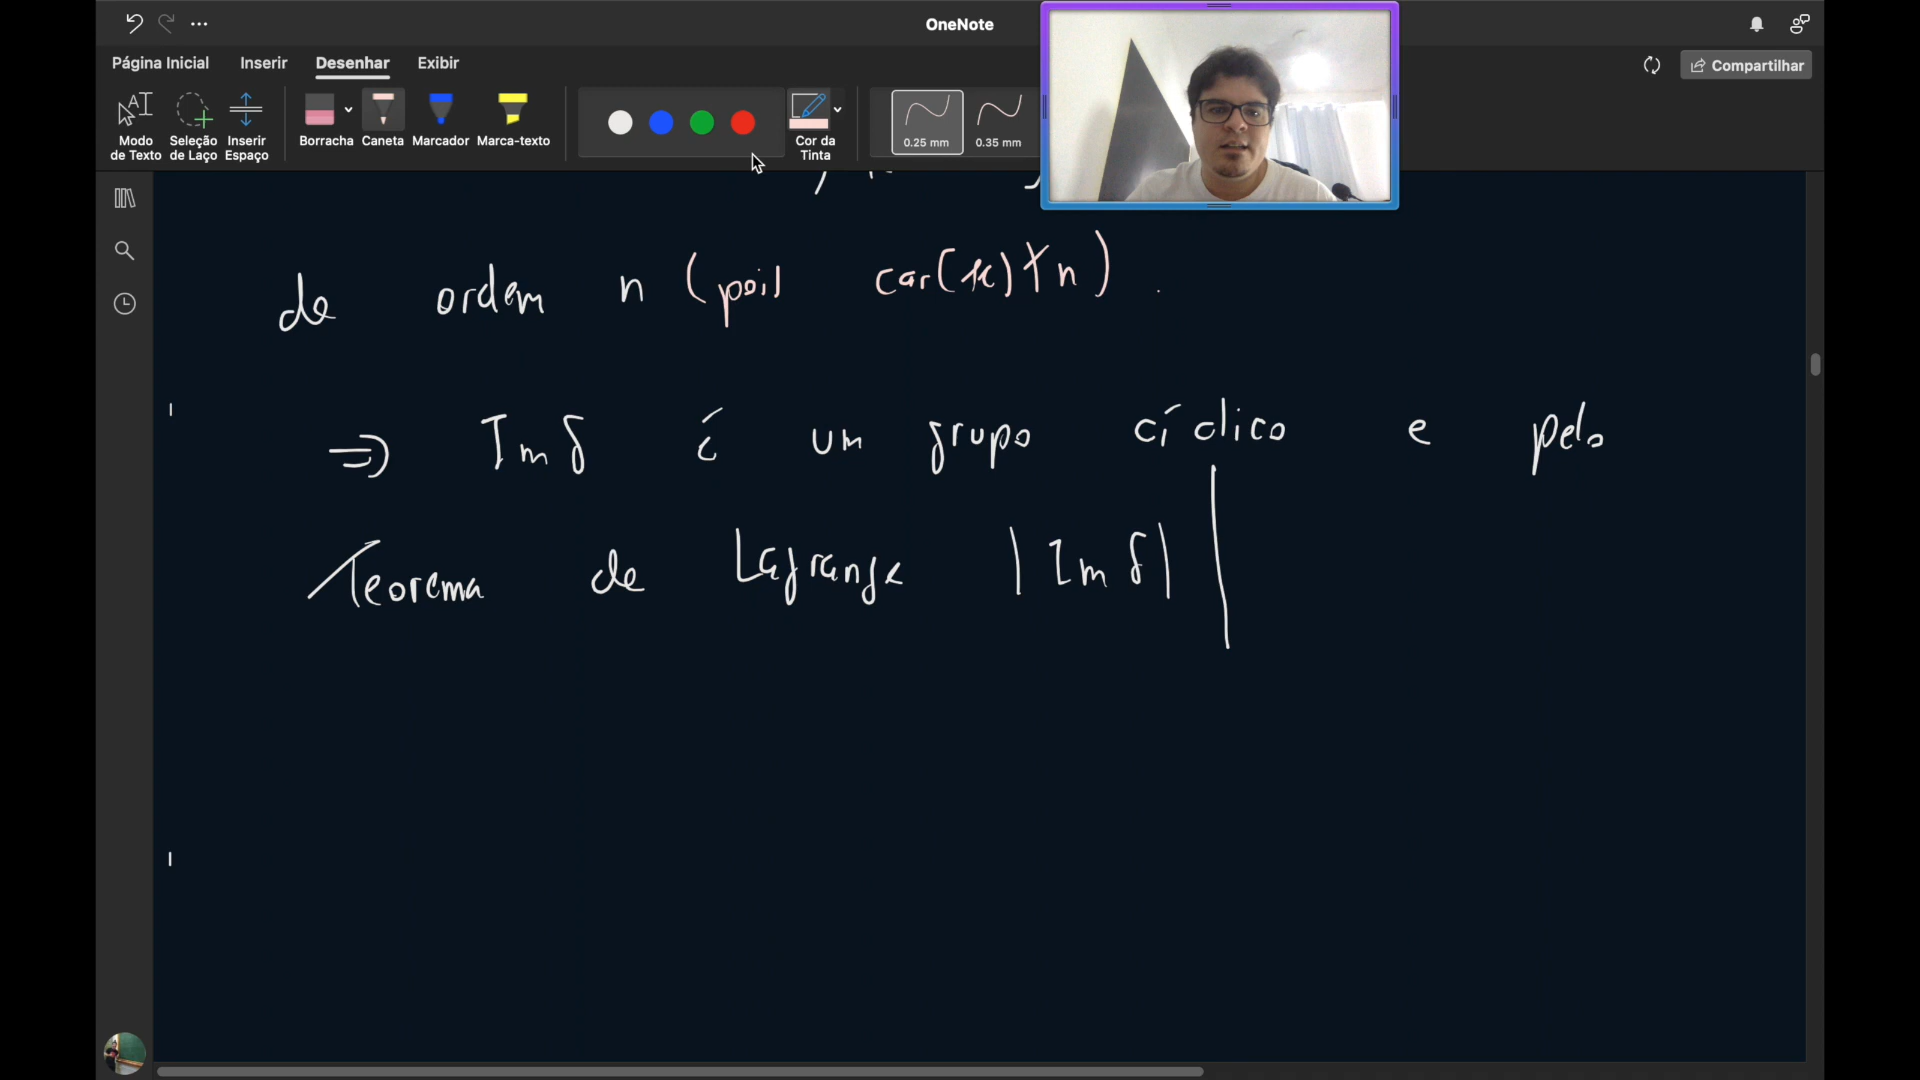 OneNote
Página Inicial Inserir Desenhar Exibir
Compartilhar
Modo de Texto Seleção de Laço Inserir Espaço Borracha Caneta Marcador Marca-texto Cor da Tinta 0.25 mm 0.35 mm
de ordem n (pois car(k) ∤ n).
⇒ Im δ é um grupo cíclico e pelo
Teorema de Lagrange |Im δ| |